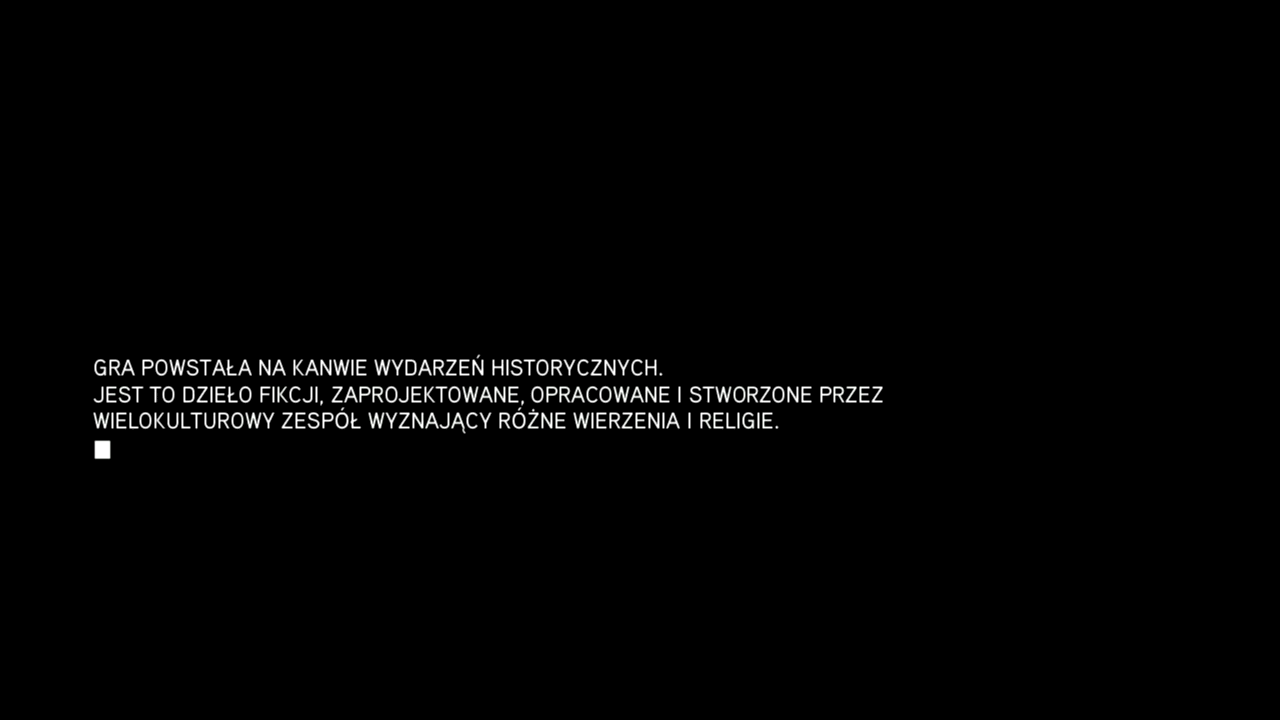 GRA POWSTAŁA NA KANWIE WYDARZEŃ HISTORYCZNYCH.
JEST TO DZIEŁO FIKCJI, ZAPROJEKTOWANE, OPRACOWANE I STWORZONE PRZEZ
WIELOKULTUROWY ZESPÓŁ WYZNAJĄCY RÓŻNE WIERZENIA I RELIGIE.